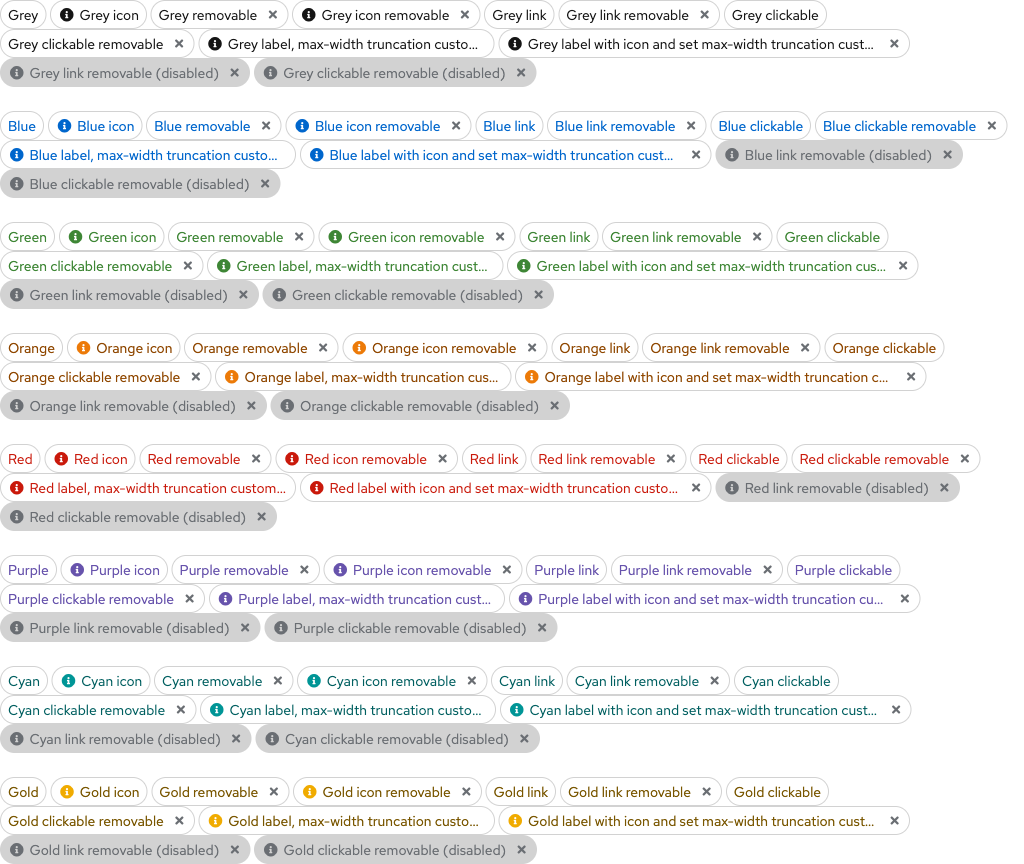 Grey Grey icon Grey removable Grey icon removable Grey link Grey link removable Grey clickable
Grey clickable removable Grey label, max-width truncation custo... Grey label with icon and set max-width truncation cust...
Grey link removable (disabled) Grey clickable removable (disabled)
Blue Blue icon Blue removable Blue icon removable Blue link Blue link removable Blue clickable Blue clickable removable
Blue label, max-width truncation custo... Blue label with icon and set max-width truncation cust... Blue link removable (disabled)
Blue clickable removable (disabled)
Green Green icon Green removable Green icon removable Green link Green link removable Green clickable
Green clickable removable Green label, max-width truncation cust... Green label with icon and set max-width truncation cus...
Green link removable (disabled) Green clickable removable (disabled)
Orange Orange icon Orange removable Orange icon removable Orange link Orange link removable Orange clickable
Orange clickable removable Orange label, max-width truncation cus... Orange label with icon and set max-width truncation c...
Orange link removable (disabled) Orange clickable removable (disabled)
Red Red icon Red removable Red icon removable Red link Red link removable Red clickable Red clickable removable
Red label, max-width truncation custom... Red label with icon and set max-width truncation custo... Red link removable (disabled)
Red clickable removable (disabled)
Purple Purple icon Purple removable Purple icon removable Purple link Purple link removable Purple clickable
Purple clickable removable Purple label, max-width truncation cust... Purple label with icon and set max-width truncation cu...
Purple link removable (disabled) Purple clickable removable (disabled)
Cyan Cyan icon Cyan removable Cyan icon removable Cyan link Cyan link removable Cyan clickable
Cyan clickable removable Cyan label, max-width truncation custo... Cyan label with icon and set max-width truncation cust...
Cyan link removable (disabled) Cyan clickable removable (disabled)
Gold Gold icon Gold removable Gold icon removable Gold link Gold link removable Gold clickable
Gold clickable removable Gold label, max-width truncation custo... Gold label with icon and set max-width truncation cust...
Gold link removable (disabled) Gold clickable removable (disabled)